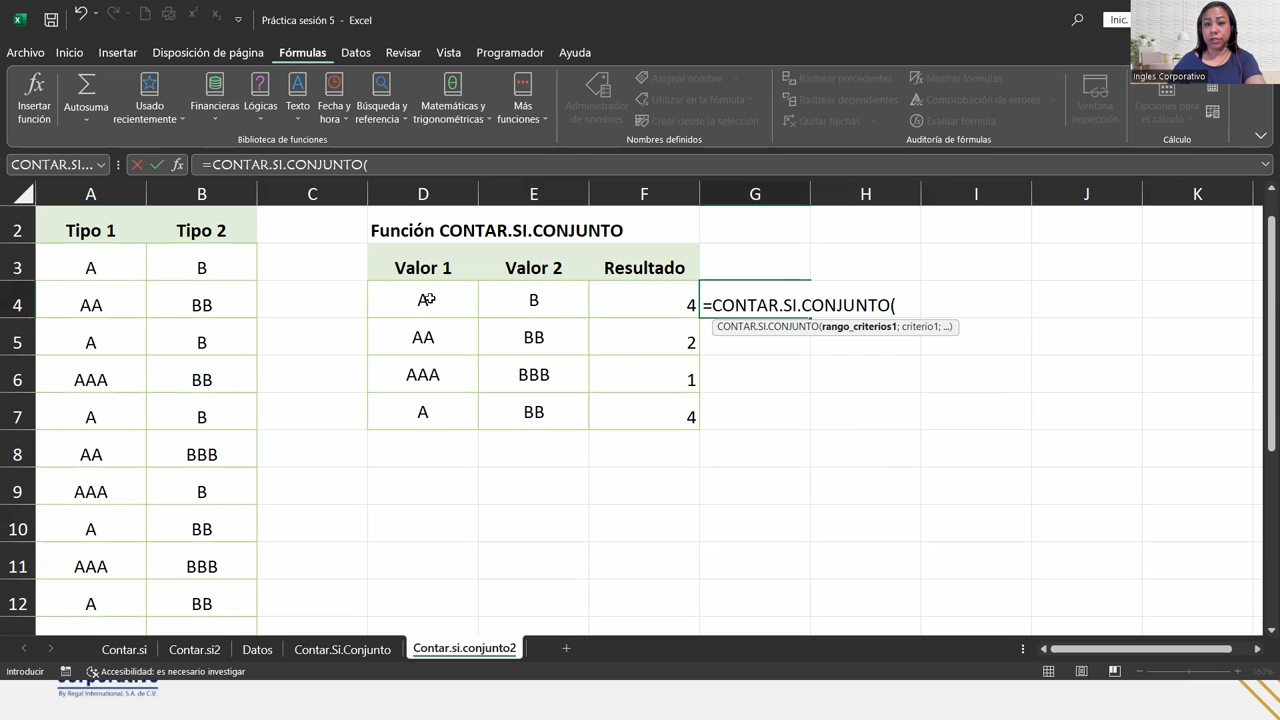 Práctica sesión 5 - Excel
Inic.
Ingles Corporativo
Archivo Inicio Insertar Disposición de página Fórmulas Datos Revisar Vista Programador Ayuda
Insertar función
Autosuma
Usado recientemente
Financieras
Lógicas
Texto
Fecha y hora
Búsqueda y referencia
Matemáticas y trigonométricas
Más funciones
Biblioteca de funciones
Administrador de nombres
Asignar nombre
Utilizar en la fórmula
Crear desde la selección
Nombres definidos
Rastrear precedentes
Rastrear dependientes
Quitar flechas
Mostrar fórmulas
Comprobación de errores
Evaluar fórmula
Auditoría de fórmulas
Ventana Inspección
Opciones para el cálculo
Cálculo
CONTAR.SI... fx =CONTAR.SI.CONJUNTO(
A B C D E F G H I J K
2 Tipo 1 Tipo 2 Función CONTAR.SI.CONJUNTO
3 A B Valor 1 Valor 2 Resultado
4 AA BB A B 4 =CONTAR.SI.CONJUNTO(
CONTAR.SI.CONJUNTO(rango_criterios1; criterio1; ...)
5 A B AA BB 2
6 AAA BB AAA BBB 1
7 A B A BB 4
8 AA BBB
9 AAA B
10 A BB
11 AAA BBB
12 A BB
Contar.si Contar.si2 Datos Contar.Si.Conjunto Contar.si.conjunto2
Introducir Accesibilidad: es necesario investigar 160%
By Regal International, S.A. de C.V.